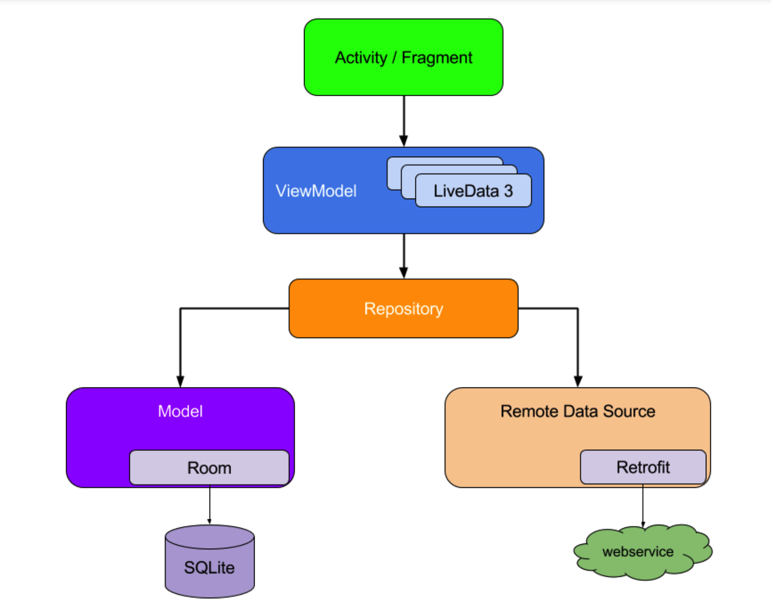 Activity / Fragment
ViewModel
LiveData 3
Repository
Model
Room
SQLite
Remote Data Source
Retrofit
webservice